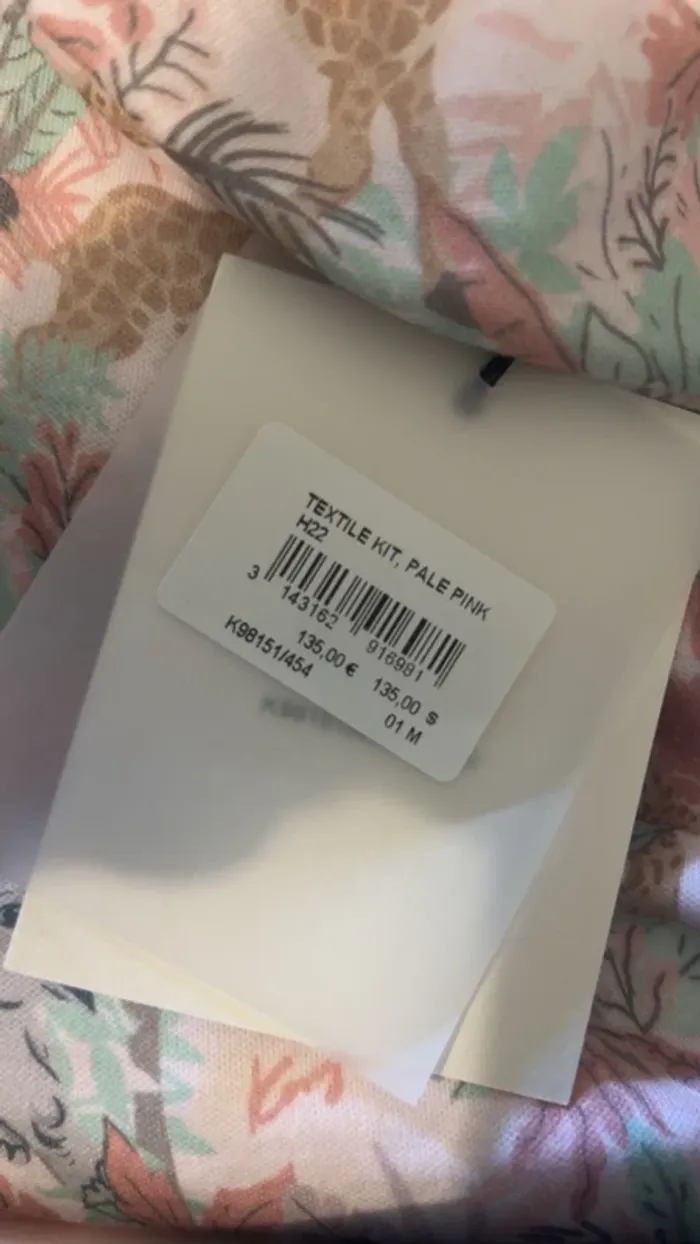 TEXTILE KIT, PALE PINK
H22
3 143162 916981
135,00 € 135,00 $
K98151/454 01 M